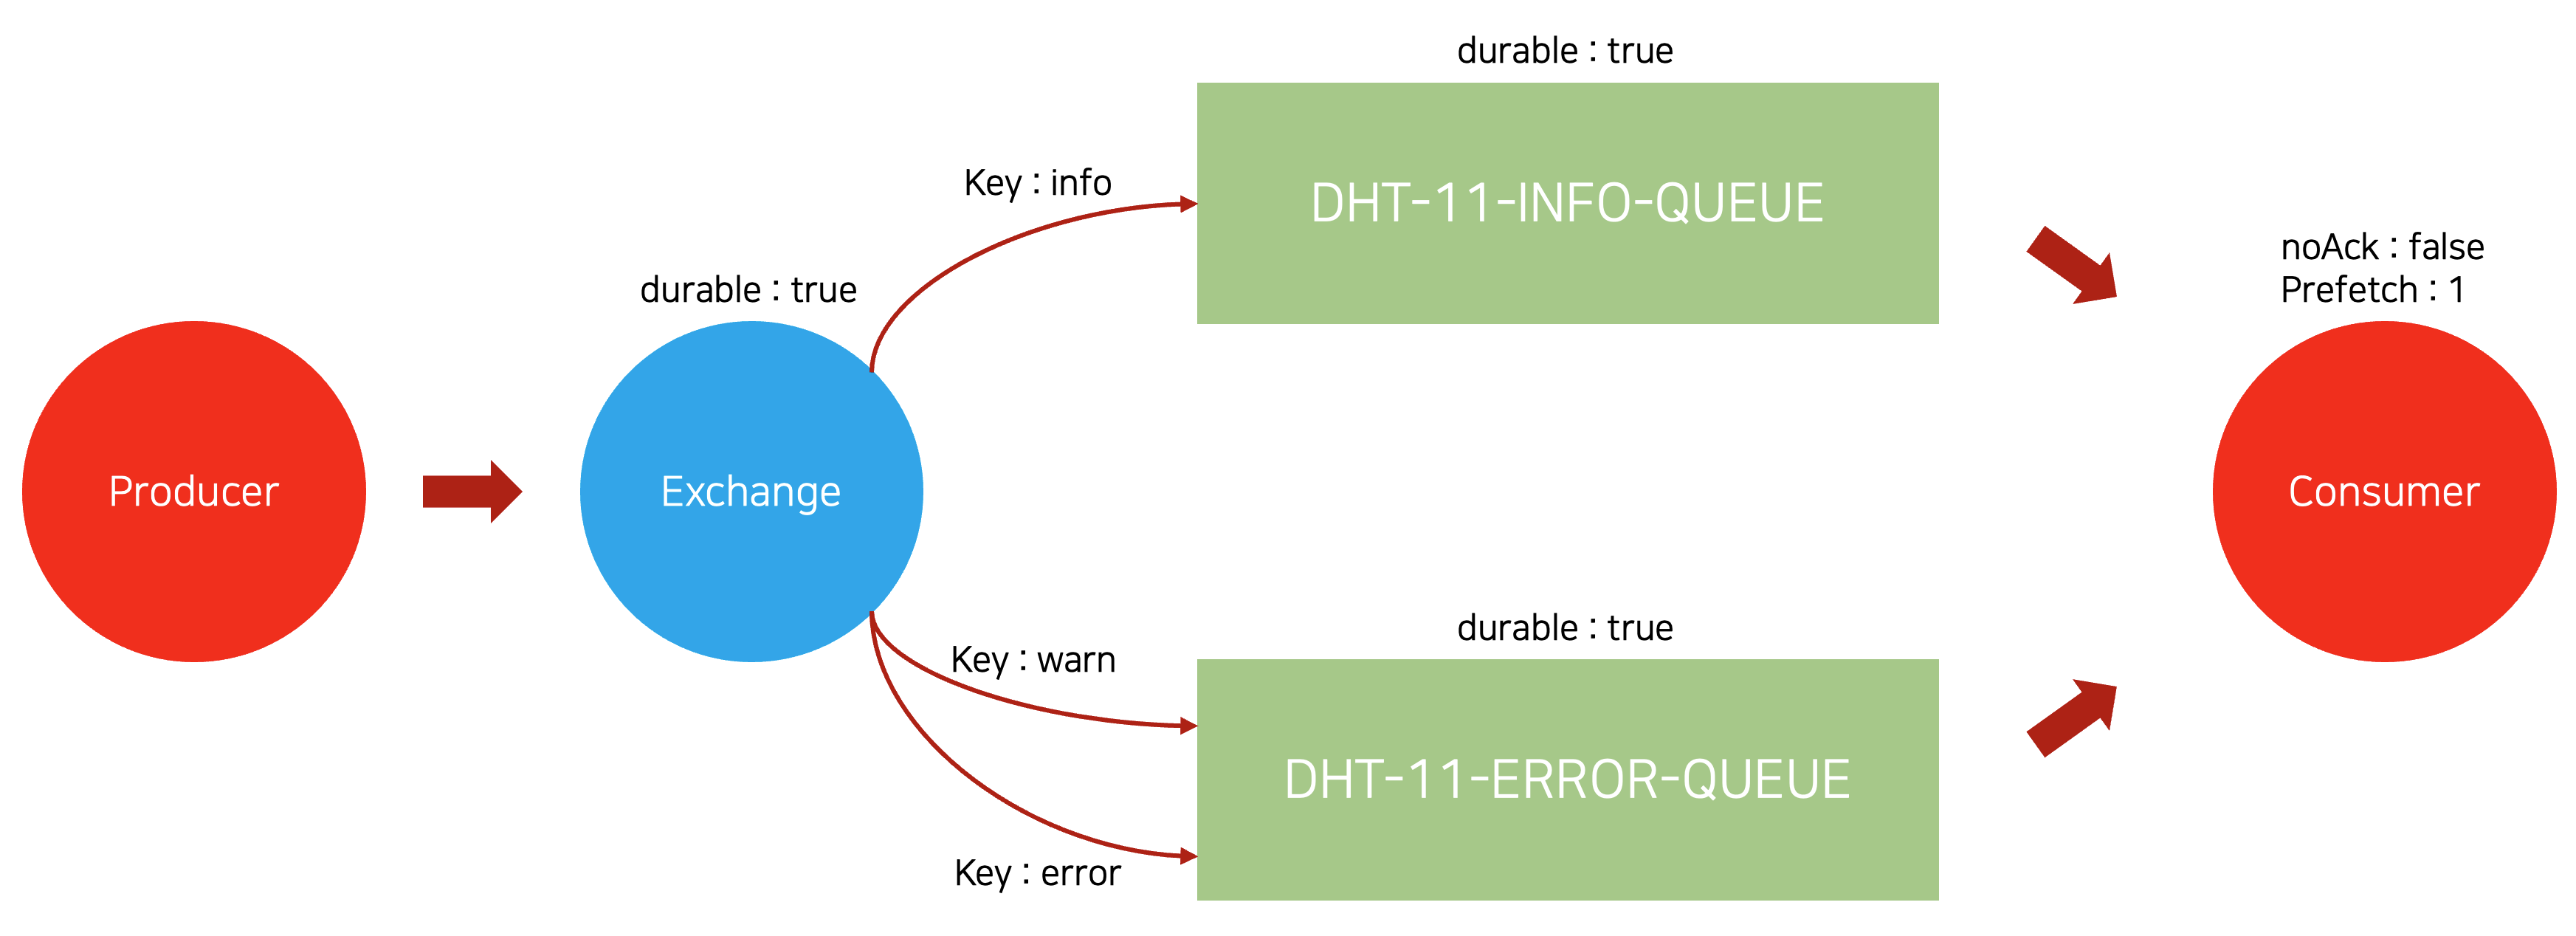 durable : true
DHT-11-INFO-QUEUE
Key : info
noAck : false
Prefetch : 1
durable : true
Producer
Exchange
Consumer
durable : true
Key : warn
DHT-11-ERROR-QUEUE
Key : error